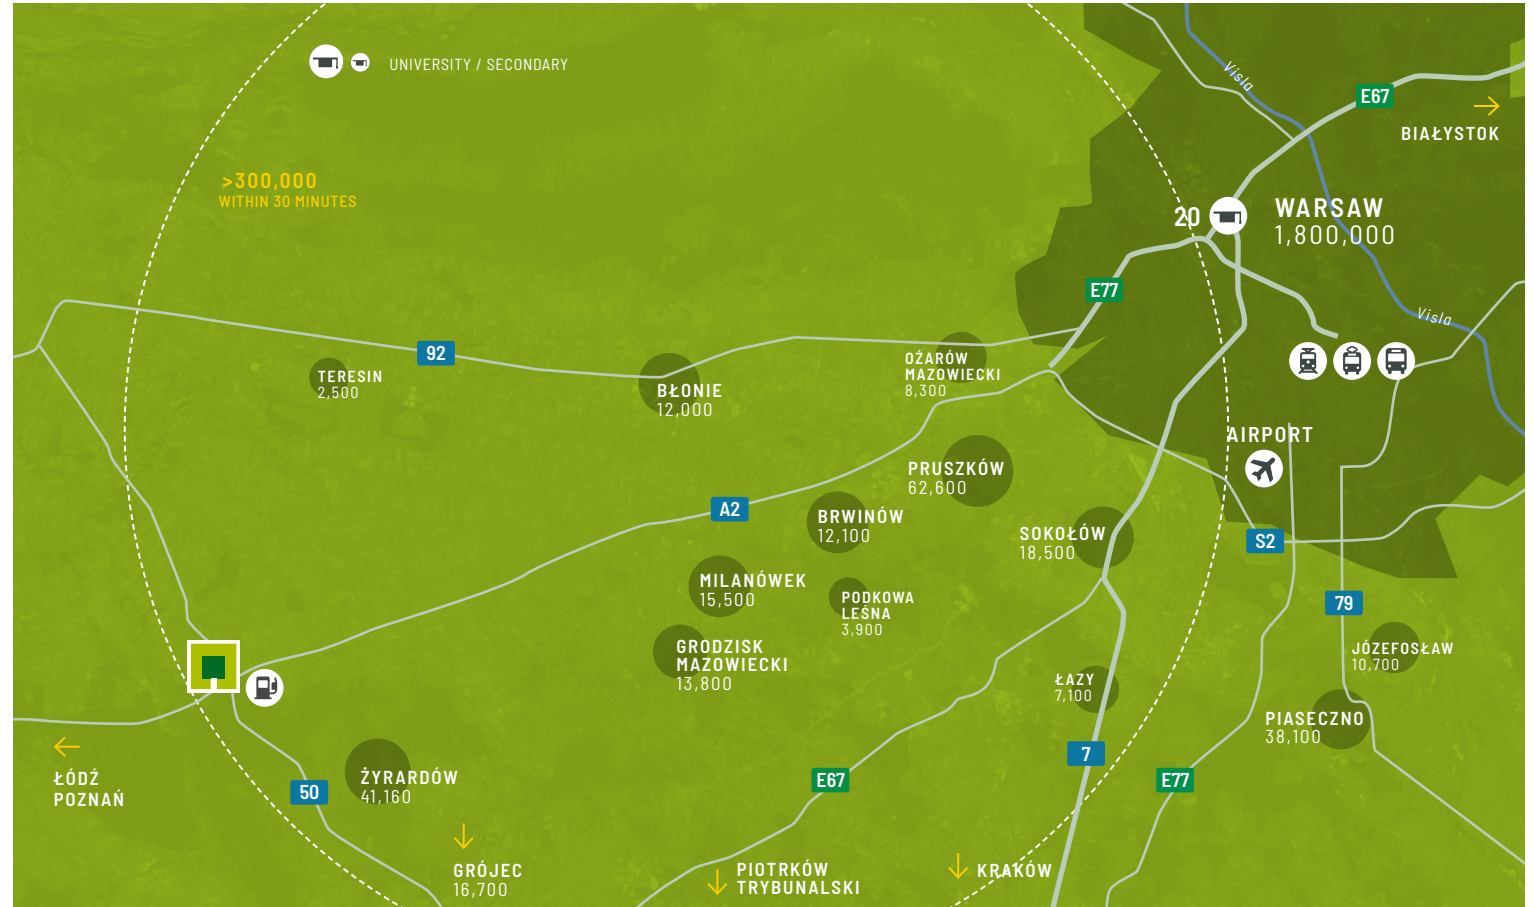 UNIVERSITY / SECONDARY
Visla
E67
BIAŁYSTOK
>300,000
WITHIN 30 MINUTES
20
WARSAW
1,800,000
E77
Visla
92
TERESIN
2,500
BŁONIE
12,000
OŻARÓW
MAZOWIECKI
8,300
AIRPORT
PRUSZKÓW
62,600
A2
BRWINÓW
12,100
SOKOŁÓW
18,500
S2
MILANÓWEK
15,500
PODKOWA
LEŚNA
3,900
79
GRODZISK
MAZOWIECKI
13,800
JÓZEFOSŁAW
10,700
ŁAZY
7,100
PIASECZNO
38,100
7
ŁÓDŹ
POZNAŃ
50
ŻYRARDÓW
41,160
E67
E77
GRÓJEC
16,700
PIOTRKÓW
TRYBUNALSKI
KRAKÓW